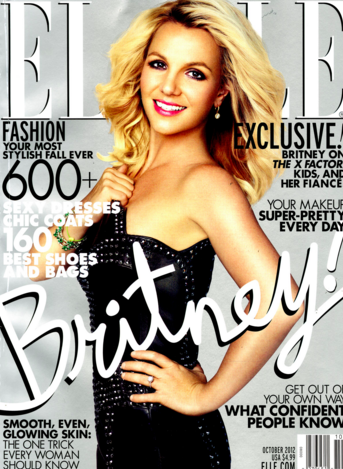 ELLE
FASHION
YOUR MOST
STYLISH FALL EVER
600+
SEXY DRESSES
CHIC COATS
160
BEST SHOES
AND BAGS
EXCLUSIVE!
BRITNEY ON
THE X FACTOR,
KIDS, AND
HER FIANCÉ
YOUR MAKEUP
SUPER-PRETTY
EVERY DAY
Britney!
GET OUT OF
YOUR OWN WAY
WHAT CONFIDENT
PEOPLE KNOW
SMOOTH, EVEN,
GLOWING SKIN:
THE ONE TRICK
EVERY WOMAN
SHOULD KNOW
OCTOBER 2012
USA $4.99
ELLE.COM